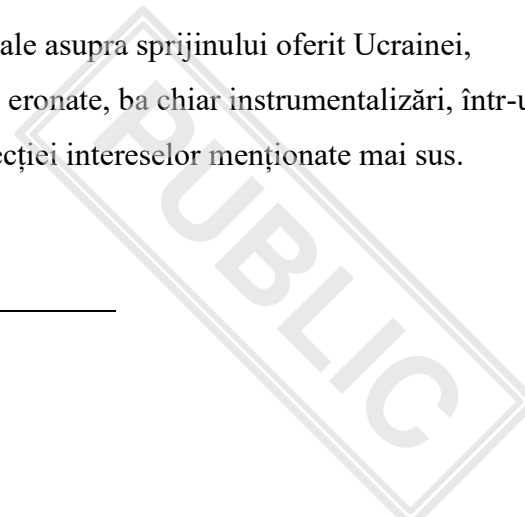 ale asupra sprijinului oferit Ucrainei,
eronate, ba chiar instrumentalizări, într-u
ecției intereselor menționate mai sus.
PUBLIC